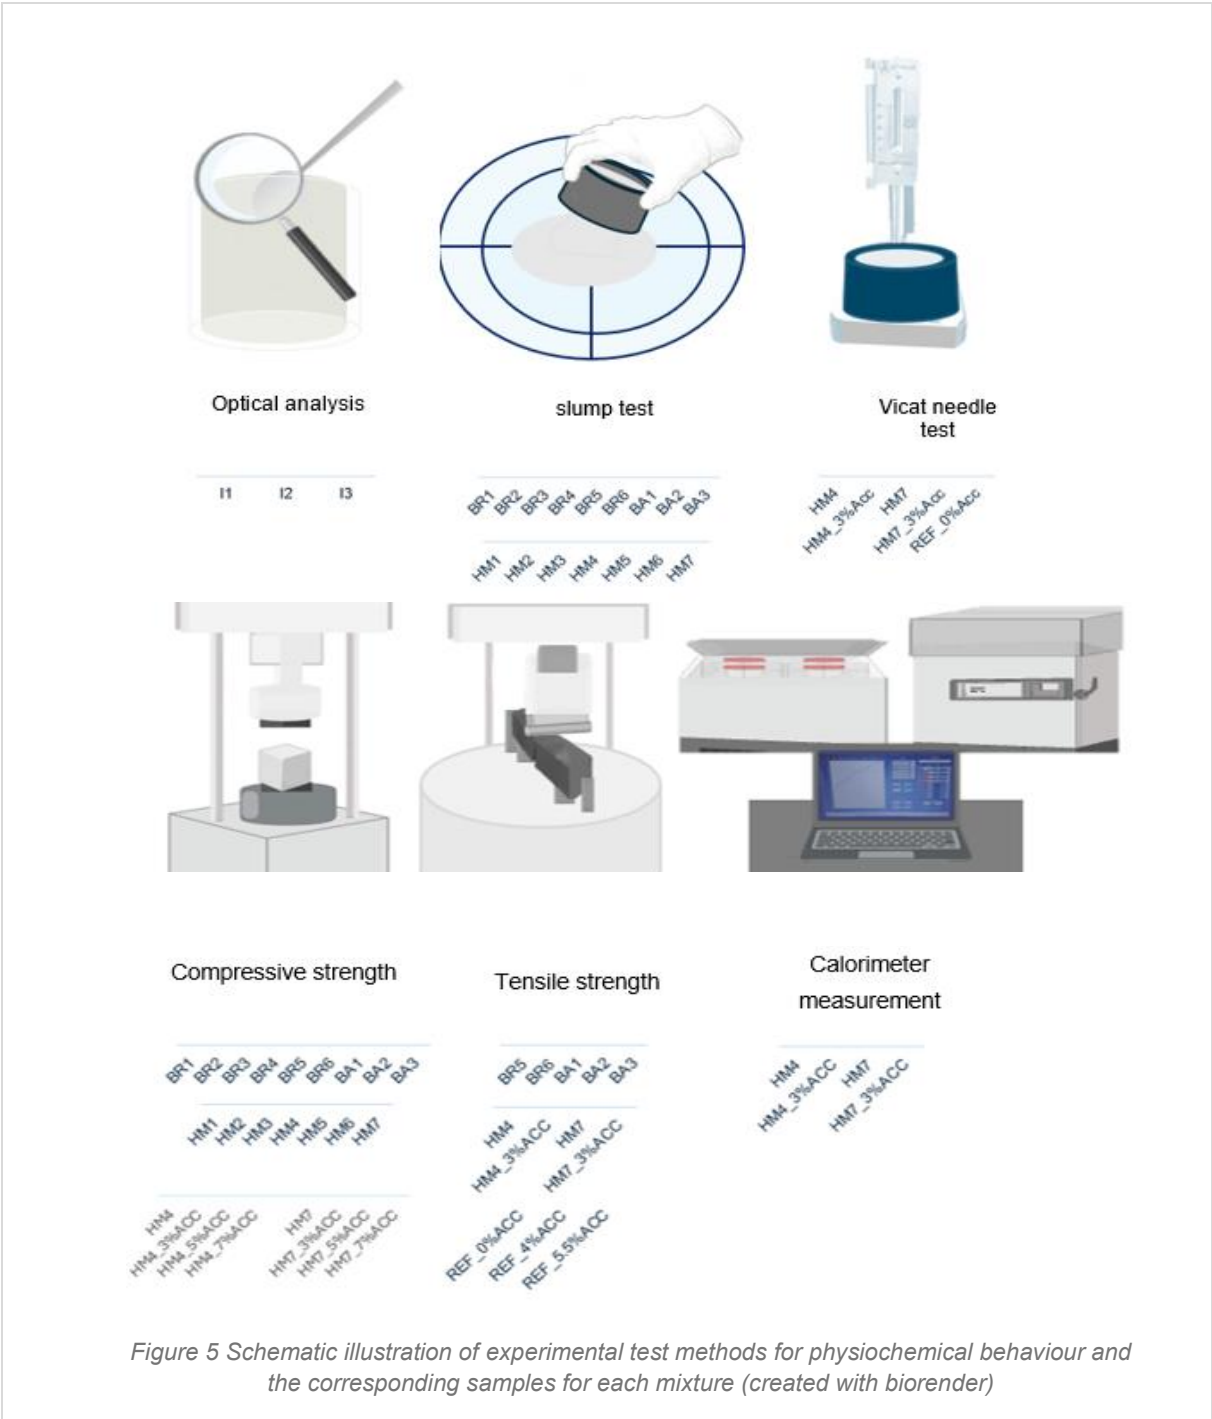 Optical analysis
slump test
Vicat needle
test
I1 I2 I3
BR1 BR2 BR3 BR4 BR5 BR6 BA1 BA2 BA3
HM1 HM2 HM3 HM4 HM5 HM6 HM7
HM4 HM4_3%Acc HM7 HM7_3%Acc REF_0%Acc
Compressive strength
Tensile strength
Calorimeter
measurement
BR1 BR2 BR3 BR4 BR5 BR6 BA1 BA2 BA3
HM1 HM2 HM3 HM4 HM5 HM6 HM7
HM4 HM4_3%ACC HM4_5%ACC HM4_7%ACC HM7 HM7_3%ACC HM7_5%ACC HM7_7%ACC
BR5 BR6 BA1 BA2 BA3
HM4 HM4_3%ACC HM7 HM7_3%ACC
REF_0%ACC REF_4%ACC REF_5.5%ACC
HM4 HM4_3%ACC HM7 HM7_3%ACC
Figure 5 Schematic illustration of experimental test methods for physiochemical behaviour and
the corresponding samples for each mixture (created with biorender)